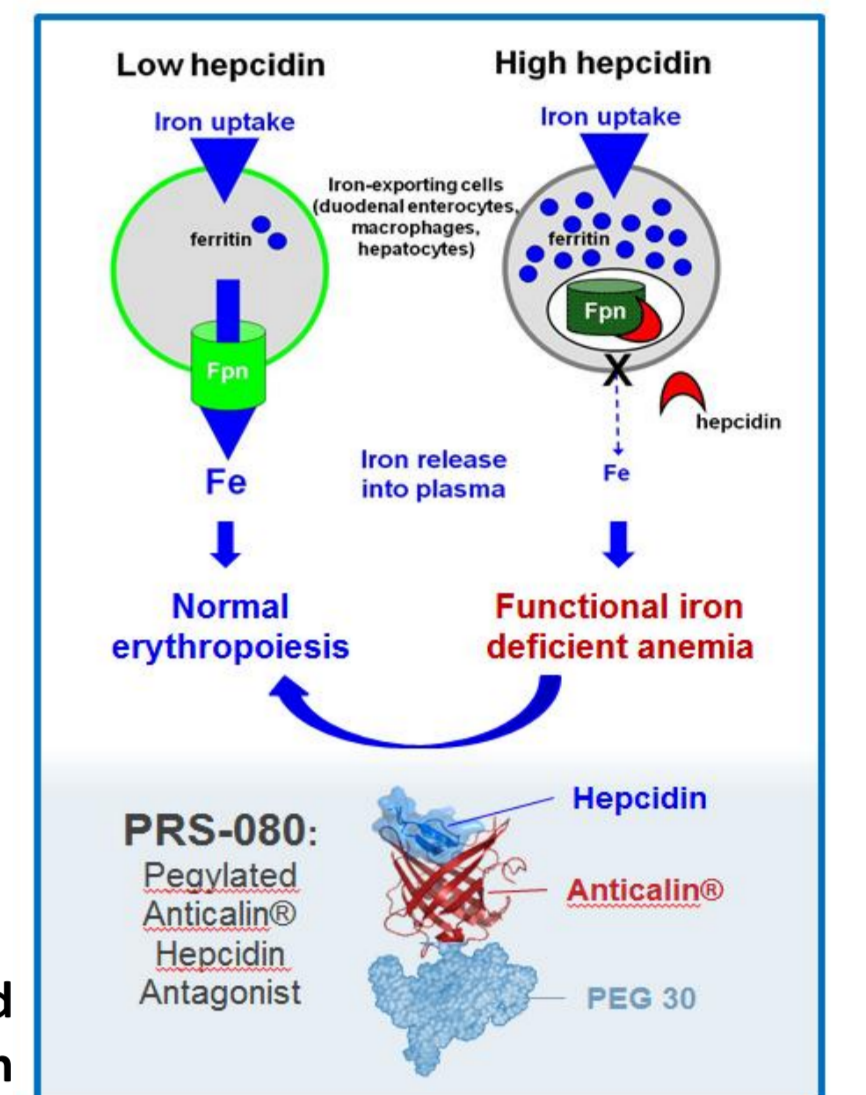 Low hepcidin
High hepcidin
Iron uptake
Iron uptake
Iron-exporting cells
(duodenal enterocytes,
macrophages,
hepatocytes)
ferritin
ferritin
Fpn
Fpn
X
hepcidin
Fe
Iron release
into plasma
Fe
Normal
erythropoiesis
Functional iron
deficient anemia
PRS-080:
Pegylated
Anticalin®
Hepcidin
Antagonist
Hepcidin
Anticalin®
PEG 30
d
n